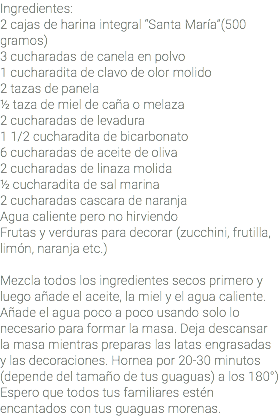 Ingredientes:
2 cajas de harina integral “Santa María”(500
gramos)
3 cucharadas de canela en polvo
1 cucharadita de clavo de olor molido
2 tazas de panela
½ taza de miel de caña o melaza
2 cucharadas de levadura
1 1/2 cucharadita de bicarbonato
6 cucharadas de aceite de oliva
2 cucharadas de linaza molida
½ cucharadita de sal marina
2 cucharadas cascara de naranja
Agua caliente pero no hirviendo
Frutas y verduras para decorar (zucchini, frutilla,
limón, naranja etc.)

Mezcla todos los ingredientes secos primero y
luego añade el aceite, la miel y el agua caliente.
Añade el agua poco a poco usando solo lo
necesario para formar la masa. Deja descansar
la masa mientras preparas las latas engrasadas
y las decoraciones. Hornea por 20-30 minutos
(depende del tamaño de tus guaguas) a los 180°)
Espero que todos tus familiares estén
encantados con tus guaguas morenas.